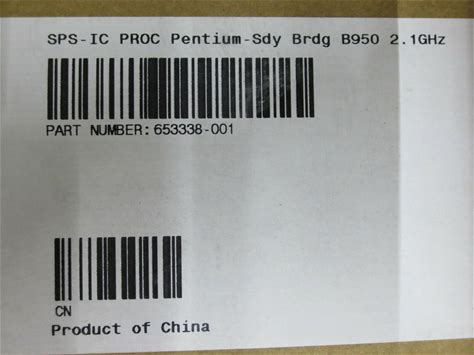 SPS-IC PROC Pentium-Sdy Brdg B950 2.1GHz
PART NUMBER: 653338-001
CN
Product of China